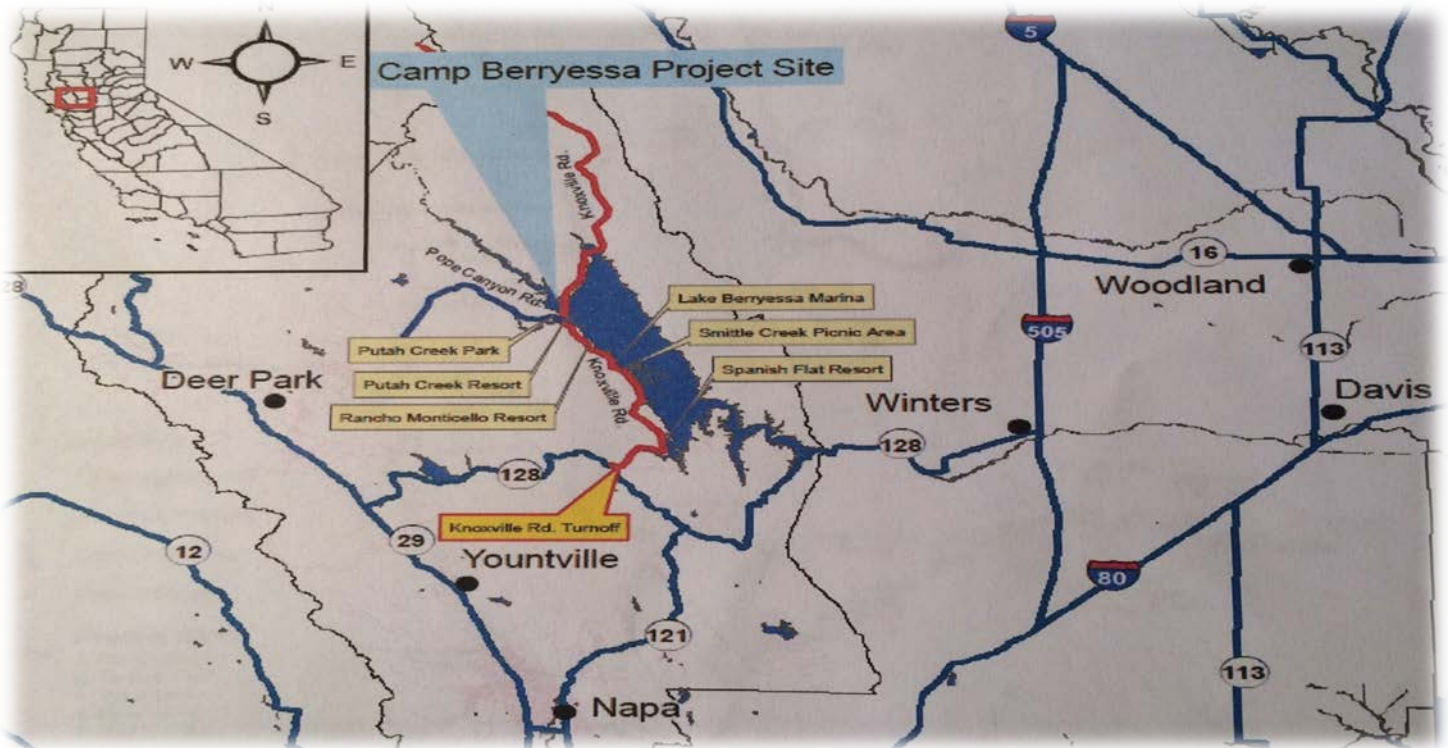 N
W
E
S
Camp Berryessa Project Site
5
Knoxville Rd.
Pope Canyon Rd.
16
Woodland
Lake Berryessa Marina
Smittle Creek Picnic Area
Spanish Flat Resort
Putah Creek Park
Putah Creek Resort
Rancho Monticello Resort
Knoxville Rd
505
113
Deer Park
Winters
Davis
128
128
Knoxville Rd. Turnoff
29
12
Yountville
80
121
113
Napa